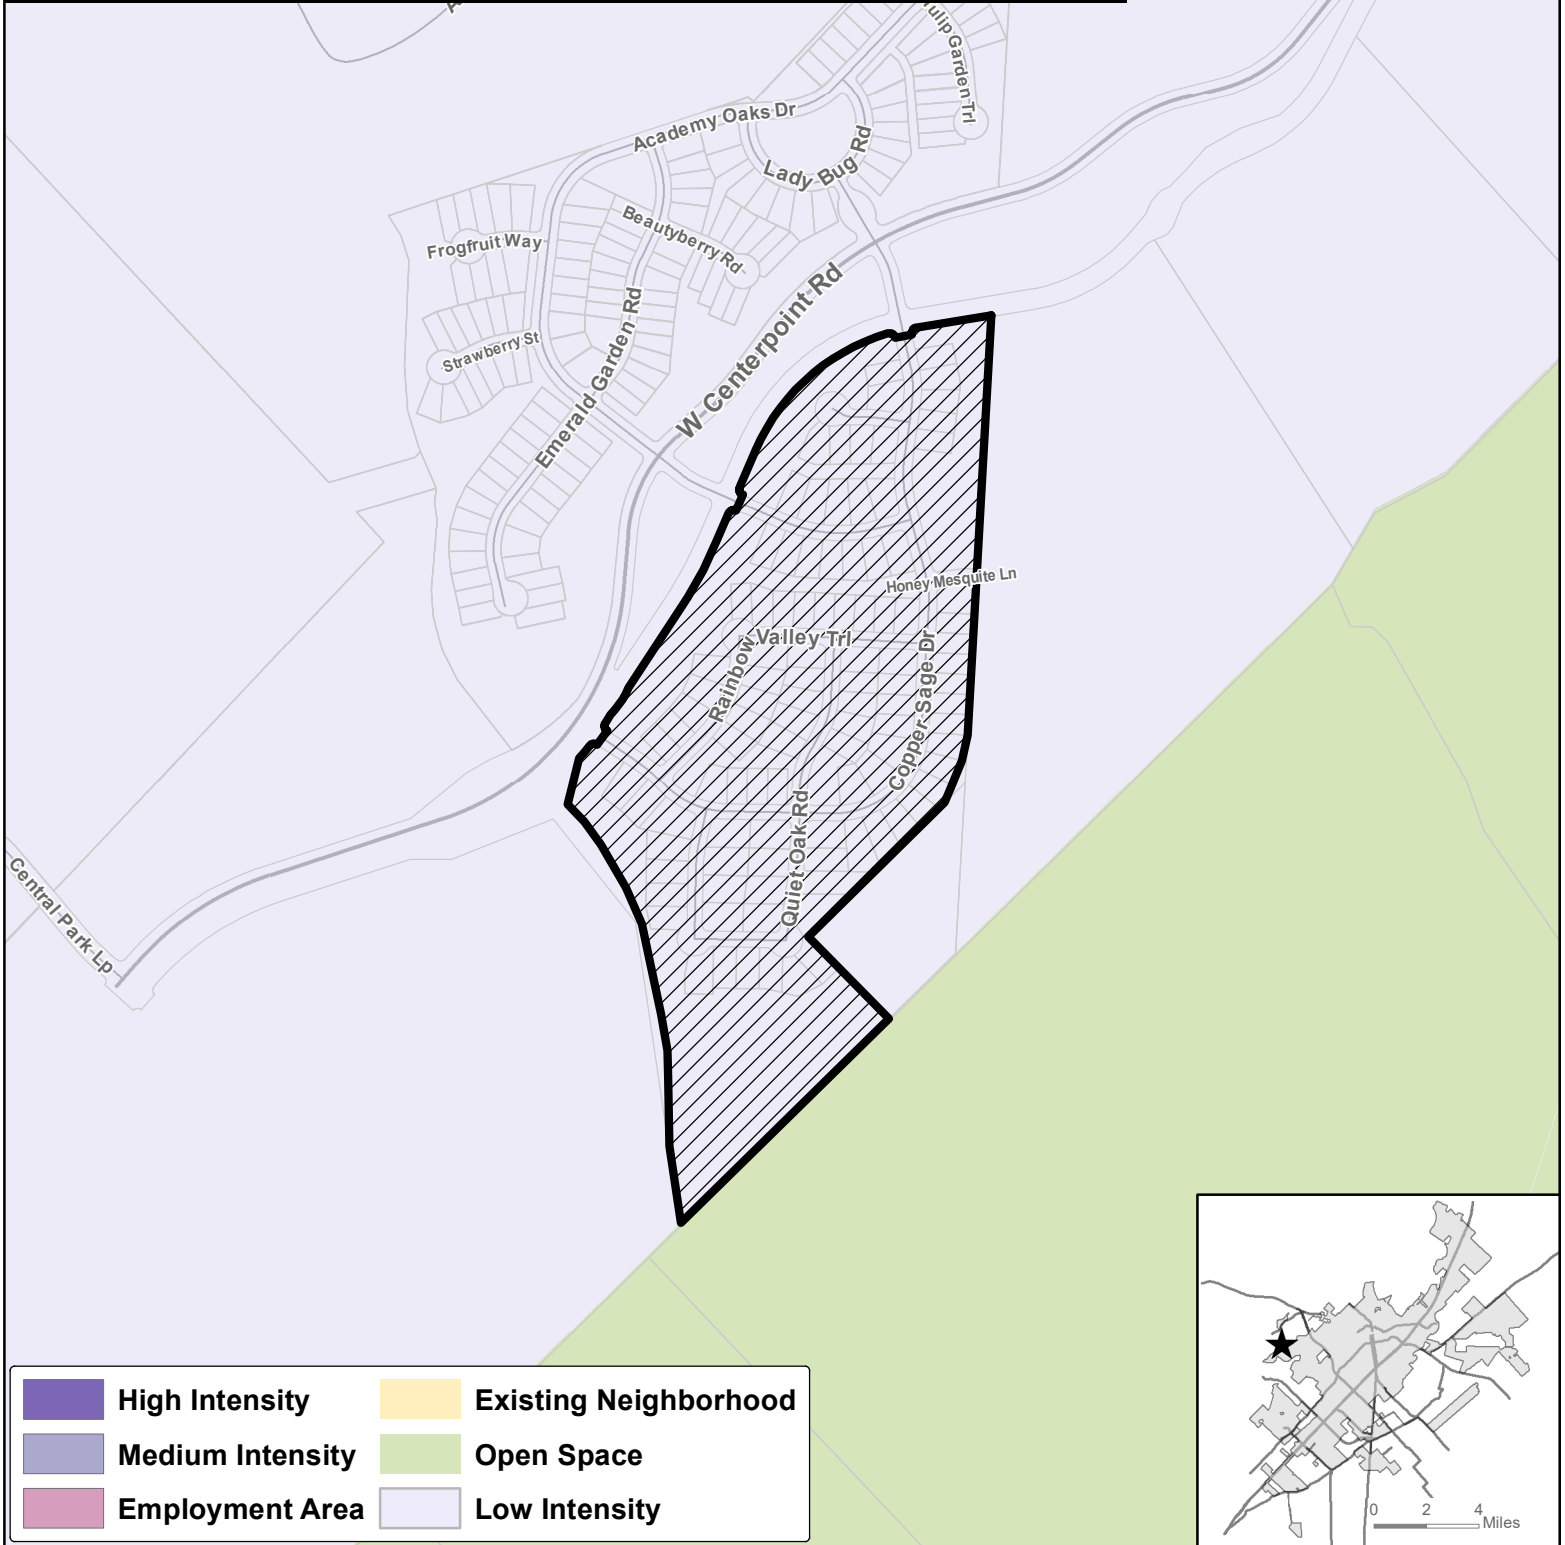 Tulip Garden Trl
Academy Oaks Dr
Lady Bug Rd
Beautyberry Rd
Frogfruit Way
Strawberry St
Emerald Garden Rd
W Centerpoint Rd
Honey Mesquite Ln
Valley Trl
Rainbow
Copper Sage Dr
Quiet Oak Rd
Central Park Lp
High Intensity
Existing Neighborhood
Medium Intensity
Open Space
Employment Area
Low Intensity
0 2 4
Miles